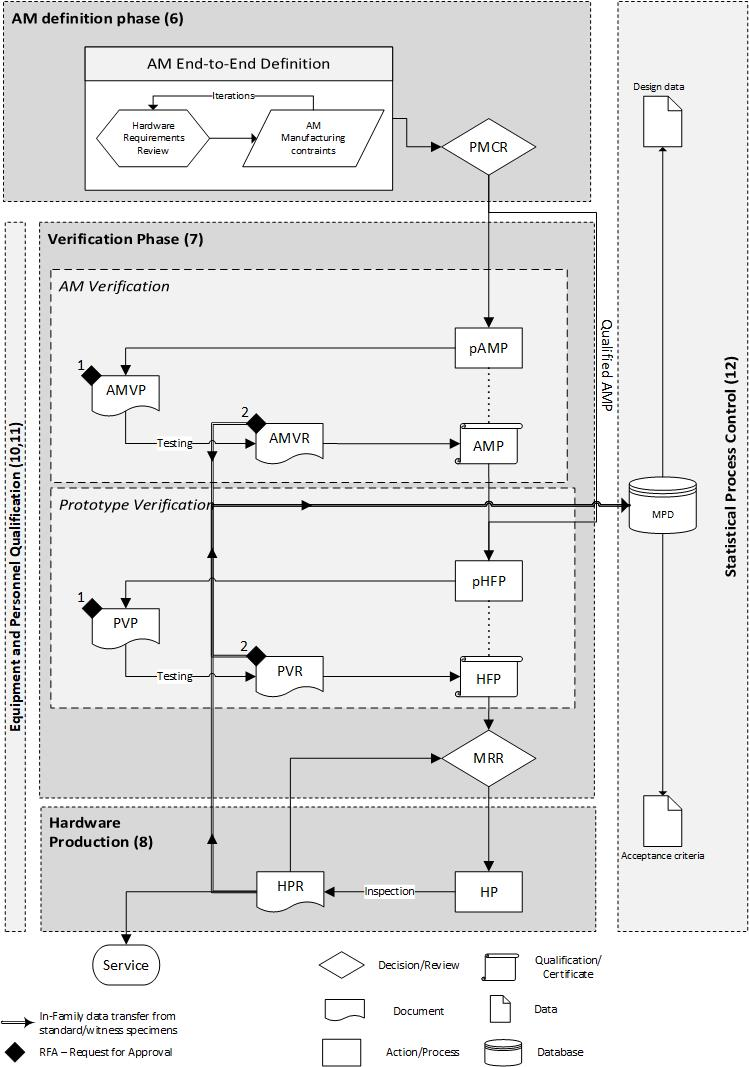 AM definition phase (6)
AM End-to-End Definition
Iterations
Hardware
Requirements
Review
AM
Manufacturing
contraints
PMCR
Design data
Verification Phase (7)
AM Verification
pAMP
1
AMVP
2
Testing
AMVR
AMP
Qualified AMP
Prototype Verification
MPD
pHFP
1
PVP
2
Testing
PVR
HFP
MRR
Equipment and Personnel Qualification (10,11)
Statistical Process Control (12)
Hardware
Production (8)
HPR
Inspection
HP
Acceptance criteria
Service
In-Family data transfer from
standard/witness specimens
RFA – Request for Approval
Decision/Review
Document
Action/Process
Qualification/
Certificate
Data
Database